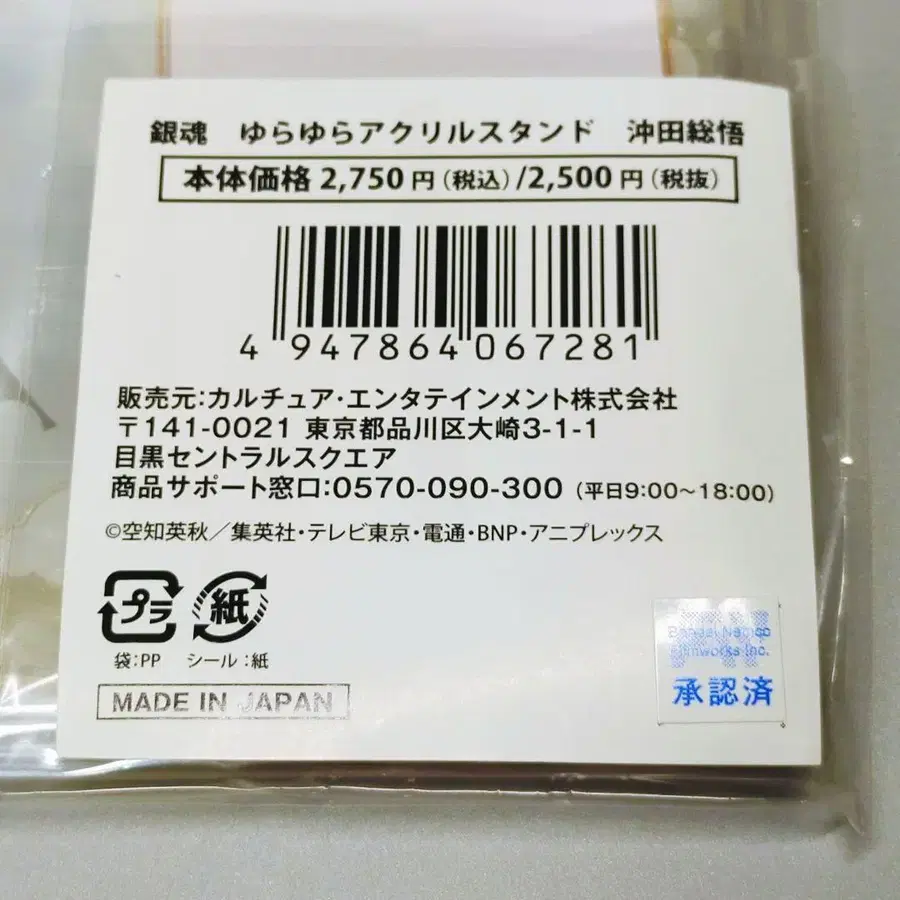 銀魂　ゆらゆらアクリルスタンド　沖田総悟
本体価格 2,750 円（税込）/2,500 円（税抜）
4 947864 067281
販売元:カルチュア・エンタテインメント株式会社
〒141-0021 東京都品川区大崎3-1-1
目黒セントラルスクエア
商品サポート窓口:0570-090-300（平日9:00～18:00）
©空知英秋／集英社・テレビ東京・電通・BNP・アニプレックス
プラ 紙
袋:PP シール:紙
MADE IN JAPAN
Bandai Namco
Filmworks Inc.
承認済